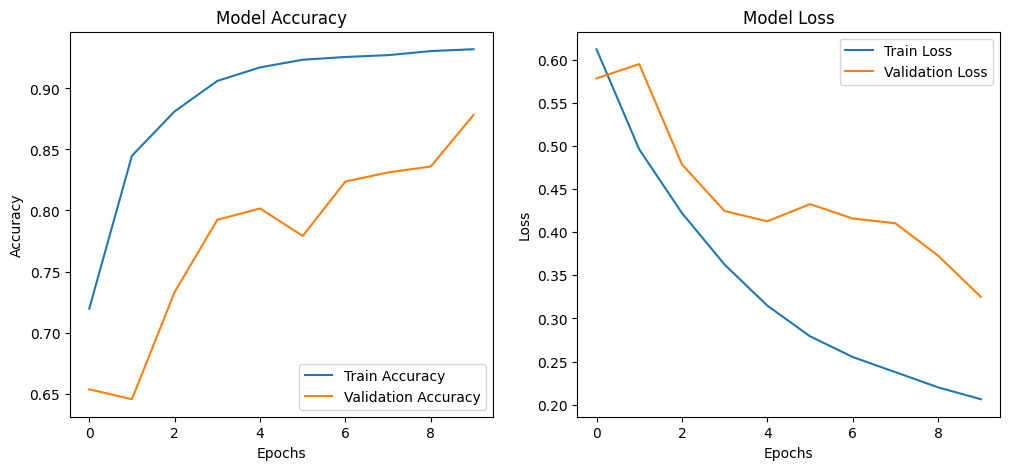 Model Accuracy
Accuracy
0.90
0.85
0.80
0.75
0.70
0.65
0 2 4 6 8
Epochs
Train Accuracy
Validation Accuracy
Model Loss
Loss
0.60
0.55
0.50
0.45
0.40
0.35
0.30
0.25
0.20
0 2 4 6 8
Epochs
Train Loss
Validation Loss